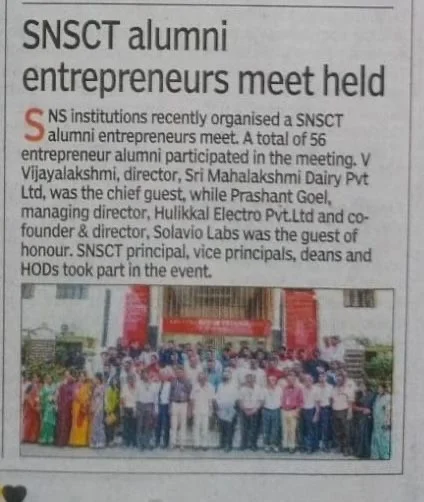 SNSCT alumni
entrepreneurs meet held
SNS institutions recently organised a SNSCT
alumni entrepreneurs meet. A total of 56
entrepreneur alumni participated in the meeting. V
Vijayalakshmi, director, Sri Mahalakshmi Dairy Pvt
Ltd, was the chief guest, while Prashant Goel,
managing director, Hulikkal Electro Pvt.Ltd and co-
founder & director, Solavio Labs was the guest of
honour. SNSCT principal, vice principals, deans and
HODs took part in the event.